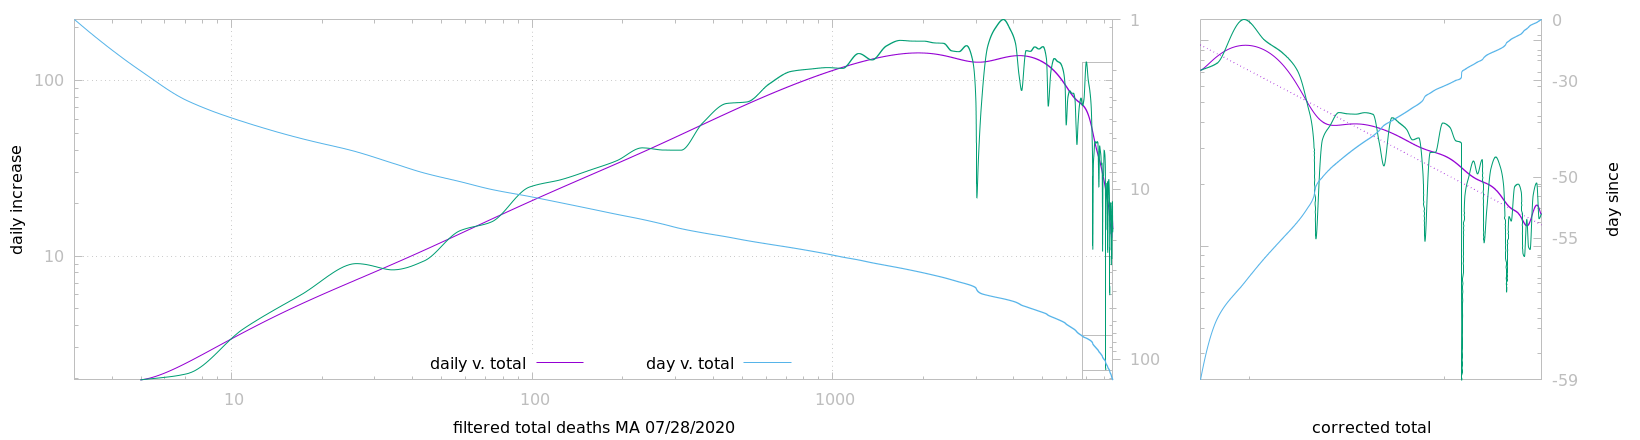 daily increase
100
10
daily v. total
day v. total
10
100
1000
filtered total deaths MA 07/28/2020
1
10
100
0
-30
-50
-55
-59
day since
corrected total